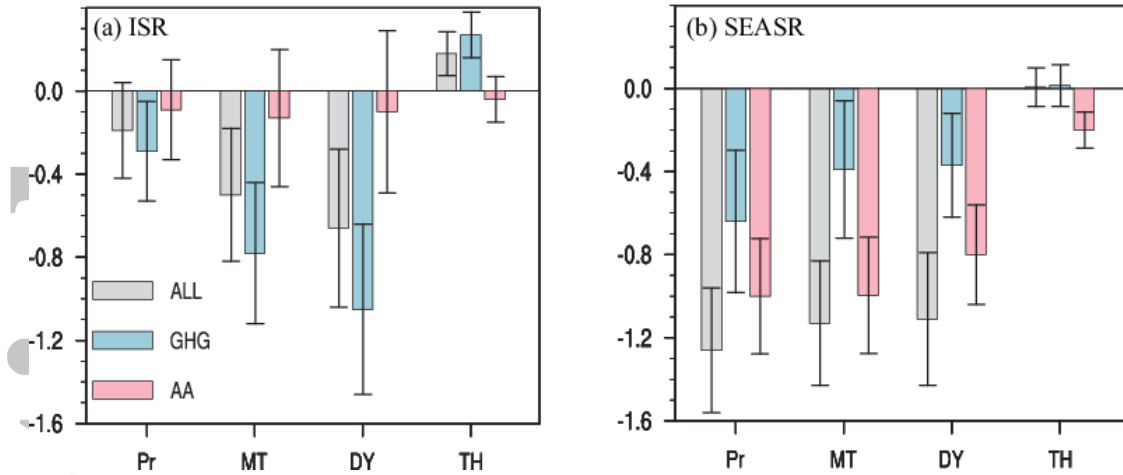 (a) ISR
0.0
-0.4
-0.8
-1.2
-1.6
ALL
GHG
AA
Pr MT DY TH
(b) SEASR
0.0
-0.4
-0.8
-1.2
-1.6
Pr MT DY TH